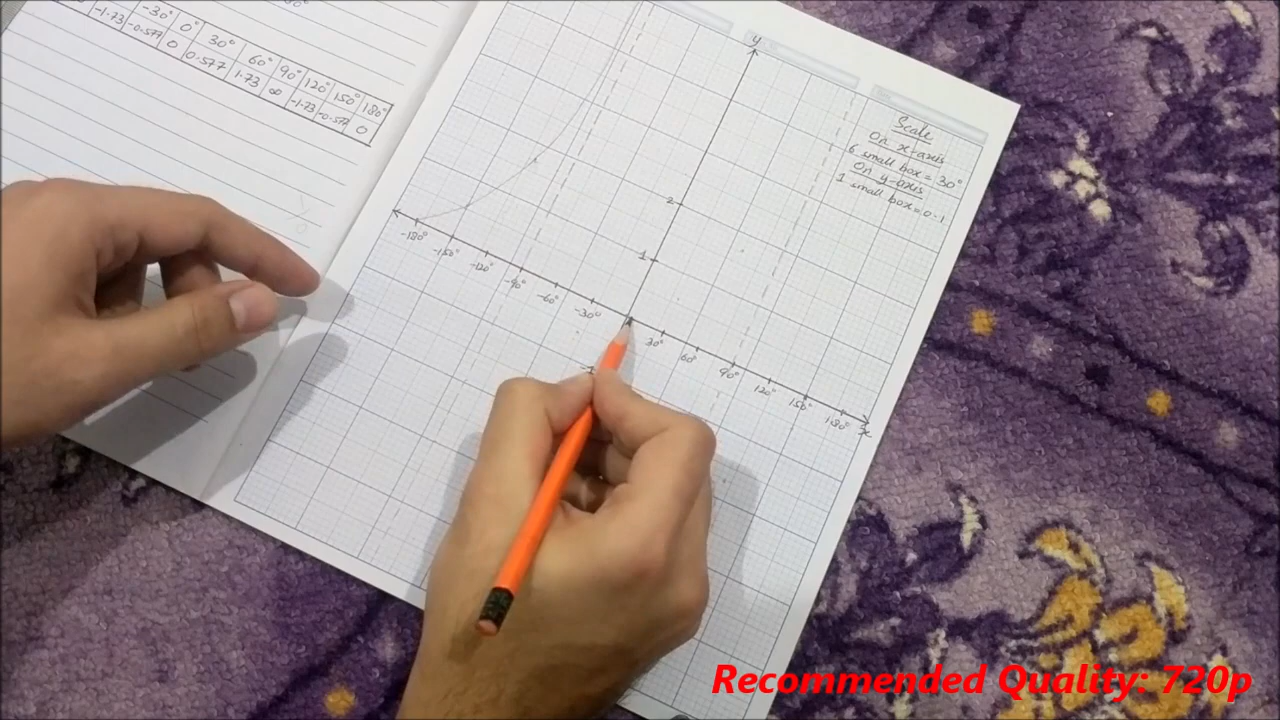 -30° 0° 30° 60° 90° 120° 150° 180°
-1.73 -0.577 0 0.577 1.73 ∞ -1.73 -0.577 0
y
Scale
On x-axis
6 small box = 30°
On y-axis
1 small box = 0.1
2
1
-180° -150° -120° -90° -60° -30° 30° 60° 90° 120° 150° 180°
x
Recommended Quality: 720p